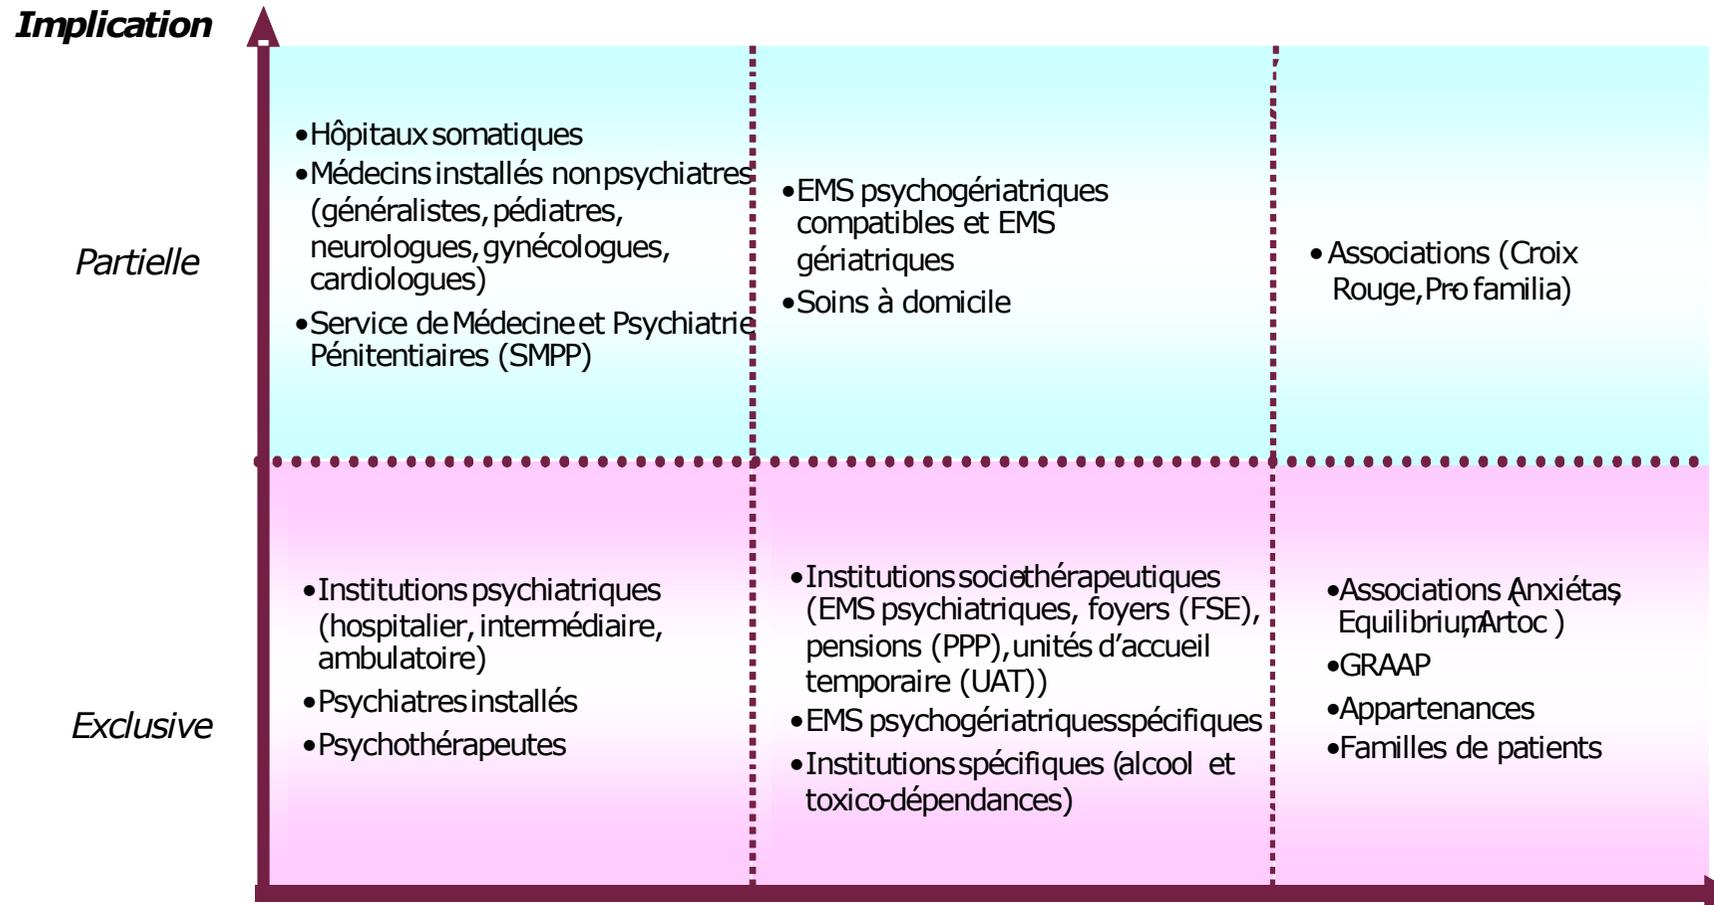 Implication
Partielle
•Hôpitaux somatiques
•Médecins installés non psychiatres
(généralistes, pédiatres,
neurologues, gynécologues,
cardiologues)
•Service de Médecine et Psychiatrie
Pénitentiaires (SMPP)
•EMS psychogériatriques
compatibles et EMS
gériatriques
•Soins à domicile
• Associations (Croix
Rouge, Pro-familia)
Exclusive
•Institutions psychiatriques
(hospitalier, intermédiaire,
ambulatoire)
•Psychiatres installés
•Psychothérapeutes
•Institutions socio-thérapeutiques
(EMS psychiatriques, foyers (FSE),
pensions (PPP), unités d’accueil
temporaire (UAT))
•EMS psychogériatriques spécifiques
•Institutions spécifiques (alcool et
toxico-dépendances)
•Associations (Anxiétas,
Equilibrium, Artoc )
•GRAAP
•Appartenances
•Familles de patients